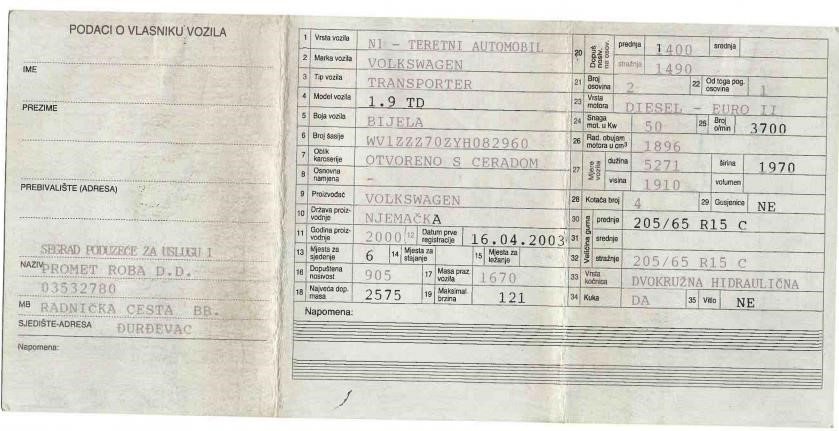 PODACI O VLASNIKU VOZILA
IME
PREZIME
PREBIVALIŠTE (ADRESA)
SEGRAD PODUZEĆE ZA USLUGU I
NAZIV PROMET ROBA D.D.
03532780
MB RADNIČKA CESTA BB.
SJEDIŠTE-ADRESA ĐURĐEVAC
Napomena:
1 Vrsta vozila N1 - TERETNI AUTOMOBIL
2 Marka vozila VOLKSWAGEN
3 Tip vozila TRANSPORTER
4 Model vozila 1.9 TD
5 Boja vozila BIJELA
6 Broj šasije WV1ZZZ70ZYH082960
7 Oblik karoserije OTVORENO S CERADOM
8 Osnovna namjena -
9 Proizvođač VOLKSWAGEN
10 Država proizvodnje NJEMAČKA
11 Godina proizvodnje 2000 12 Datum prve registracije 16.04.2003
13 Mjesta za sjedenje 6 14 Mjesta za stajanje 15 Mjesta za ležanje
16 Dopuštena nosivost 905 17 Masa praz. vozila 1670
18 Najveća dop. masa 2575 19 Maksimal. brzina 121
Napomena:
20 Dopuš. nosiv. na osov. prednja 1400 srednja
stražnja 1490
21 Broj osovina 2 22 Od toga pog. osovina 1
23 Vrsta motora DIESEL - EURO II
24 Snaga mot. u Kw 50 25 Broj o/min 3700
26 Rad. obujam motora u cm³ 1896
27 Mjere vozila dužina 5271 širina 1970
visina 1910 volumen
28 Kotača broj 4 29 Gusjenice NE
30 Veličina guma prednje 205/65 R15 C
31 srednje
32 stražnje 205/65 R15 C
33 Vrsta kočnica DVOKRUŽNA HIDRAULIČNA
34 Kuka DA 35 Vitlo NE